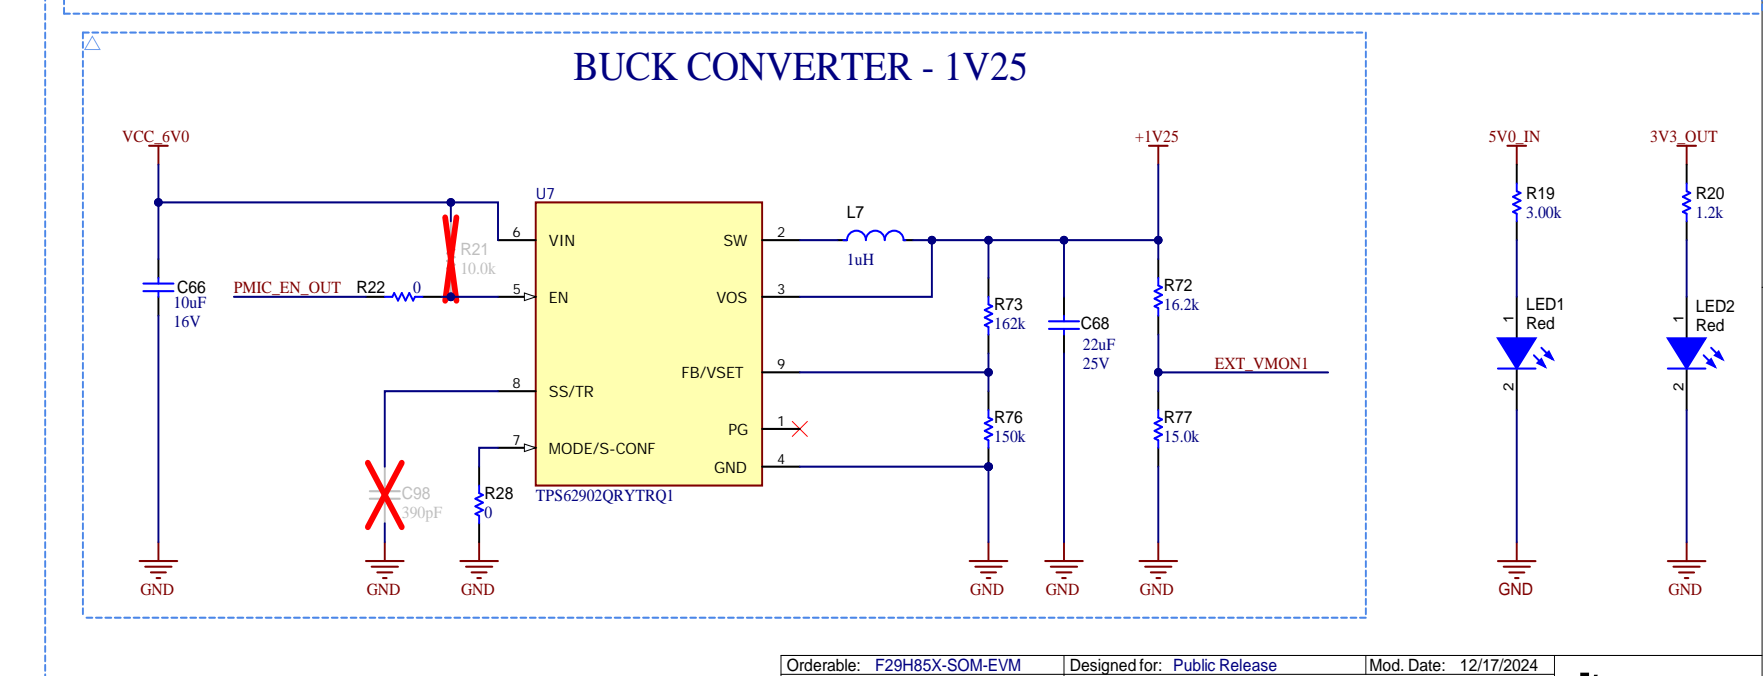 BUCK CONVERTER - 1V25
VCC_6V0
+1V25
5V0_IN
3V3_OUT
U7
R19
3.00k
R20
1.2k
L7
1uH
6
VIN
SW
2
R21
10.0k
C66
10uF
16V
PMIC_EN_OUT
R22
0
5
EN
VOS
3
R73
162k
C68
22uF
25V
R72
16.2k
1
LED1
Red
2
1
LED2
Red
2
FB/VSET
9
EXT_VMON1
8
SS/TR
PG
1
R76
150k
R77
15.0k
7
MODE/S-CONF
GND
4
TPS62902QRYTRQ1
C98
390pF
R28
0
GND
GND
GND
GND
GND
GND
GND
GND
Orderable: F29H85X-SOM-EVM
Designed for: Public Release
Mod. Date: 12/17/2024